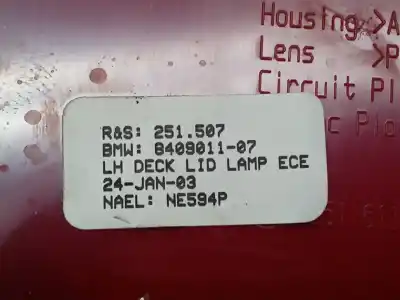 Housing >A
Lens >P
Circuit Pl
R&S: 251.507
BMW: 8409011-07
LH DECK LID LAMP ECE
24-JAN-03
NAEL: NE594P